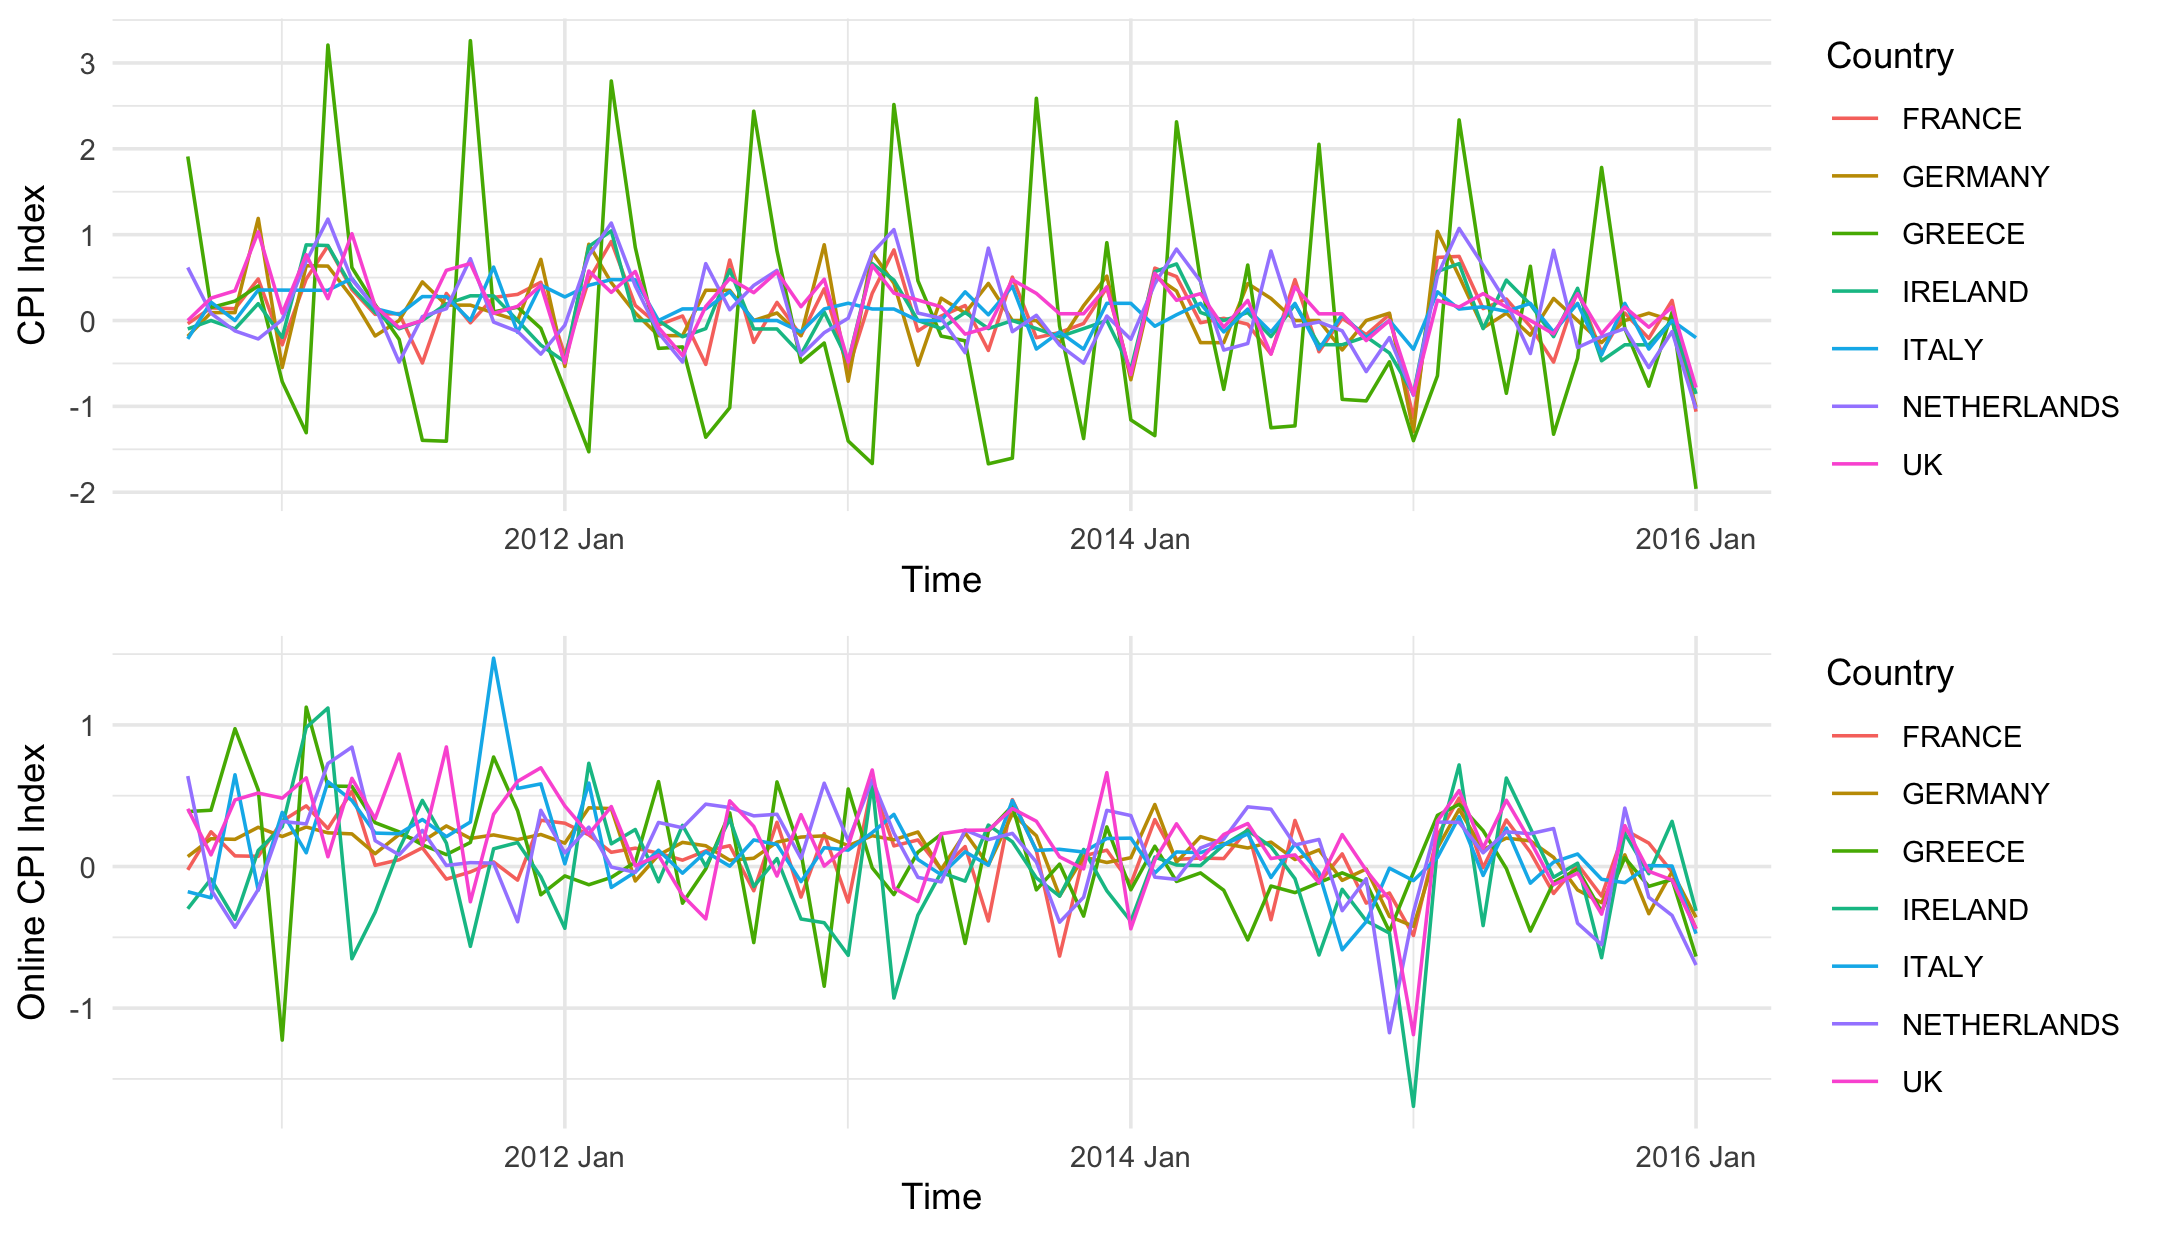 CPI Index
3
2
1
0
-1
-2
2012 Jan
2014 Jan
2016 Jan
Time
Country
FRANCE
GERMANY
GREECE
IRELAND
ITALY
NETHERLANDS
UK
Online CPI Index
1
0
-1
2012 Jan
2014 Jan
2016 Jan
Time
Country
FRANCE
GERMANY
GREECE
IRELAND
ITALY
NETHERLANDS
UK